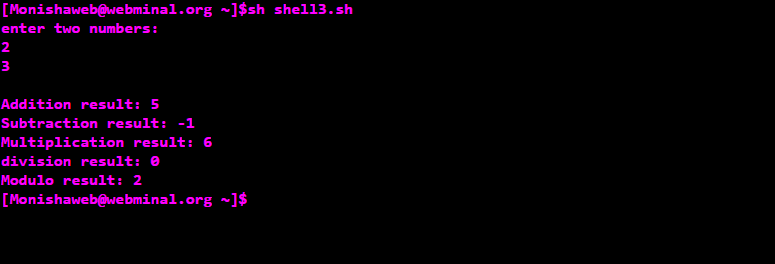 [Monishaweb@webminal.org ~]$sh shell3.sh
enter two numbers:
2
3
Addition result: 5
Subtraction result: -1
Multiplication result: 6
division result: 0
Modulo result: 2
[Monishaweb@webminal.org ~]$